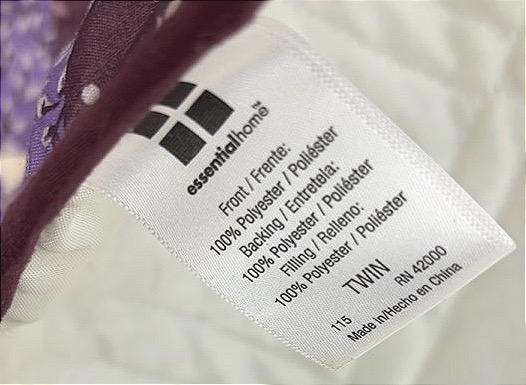 essentialhome™
Front / Frente:
100% Polyester / Poliéster
Backing / Entretela:
100% Polyester / Poliéster
Filling / Relleno:
100% Polyester / Poliéster
TWIN
115 RN 42000
Made in/Hecho en China